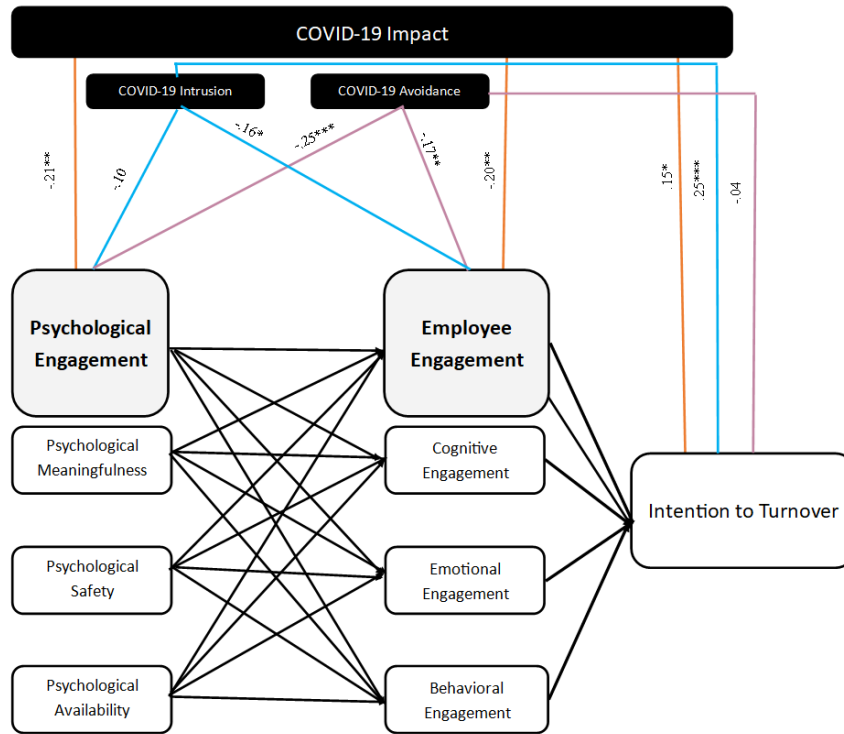 COVID-19 Impact
COVID-19 Intrusion
COVID-19 Avoidance
-.21**
-.10
-.16*
-.25***
-.17**
-.20**
.15*
.25***
-.04
Psychological
Engagement
Employee
Engagement
Psychological
Meaningfulness
Cognitive
Engagement
Intention to Turnover
Psychological
Safety
Emotional
Engagement
Psychological
Availability
Behavioral
Engagement